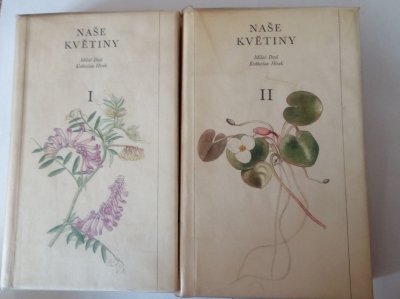 NAŠE
KVĚTINY
Miloš Deyl
Květoslav Hísek
I
NAŠE
KVĚTINY
Miloš Deyl
Květoslav Hísek
II